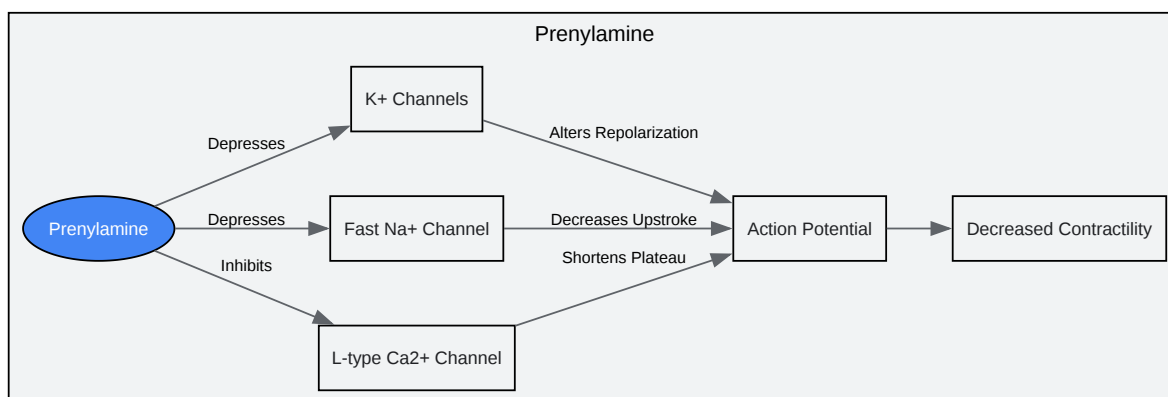 Prenylamine
K+ Channels
Alters Repolarization
Depresses
Prenylamine
Depresses
Fast Na+ Channel
Decreases Upstroke
Action Potential
Decreased Contractility
Inhibits
Shortens Plateau
L-type Ca2+ Channel